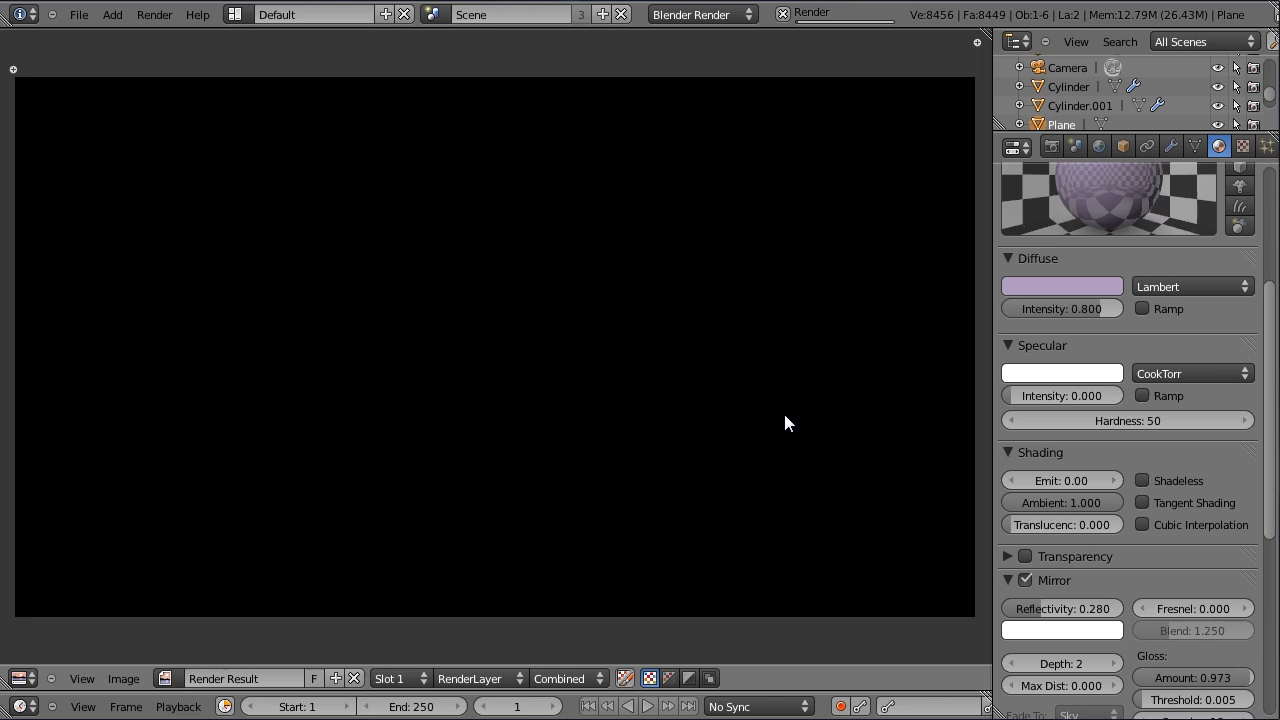 File Add Render Help Default Scene 3 Blender Render Render Ve:8456 | Fa:8449 | Ob:1-6 | La:2 | Mem:12.79M (26.43M) | Plane
View Search All Scenes
Camera
Cylinder
Cylinder.001
Plane
Diffuse
Lambert
Intensity: 0.800 Ramp
Specular
CookTorr
Intensity: 0.000 Ramp
Hardness: 50
Shading
Emit: 0.00 Shadeless
Ambient: 1.000 Tangent Shading
Translucenc: 0.000 Cubic Interpolation
Transparency
Mirror
Reflectivity: 0.280 Fresnel: 0.000
Blend: 1.250
Depth: 2 Gloss:
Max Dist: 0.000 Amount: 0.973
Threshold: 0.005
Fade To: Sky
View Image Render Result F Slot 1 RenderLayer Combined
View Frame Playback Start: 1 End: 250 1 No Sync